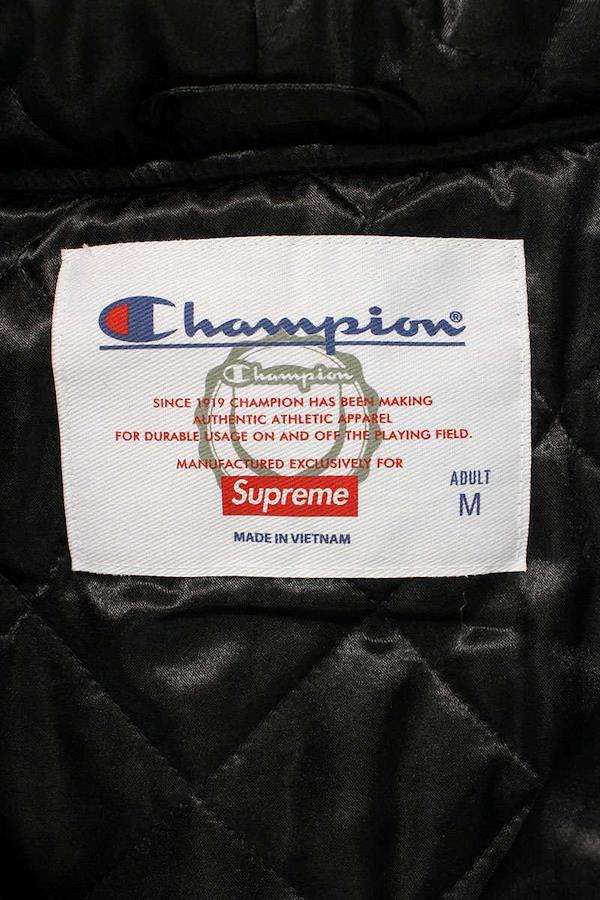 Champion®
Champion
SINCE 1919 CHAMPION HAS BEEN MAKING
AUTHENTIC ATHLETIC APPAREL
FOR DURABLE USAGE ON AND OFF THE PLAYING FIELD.
MANUFACTURED EXCLUSIVELY FOR
Supreme
ADULT
M
MADE IN VIETNAM